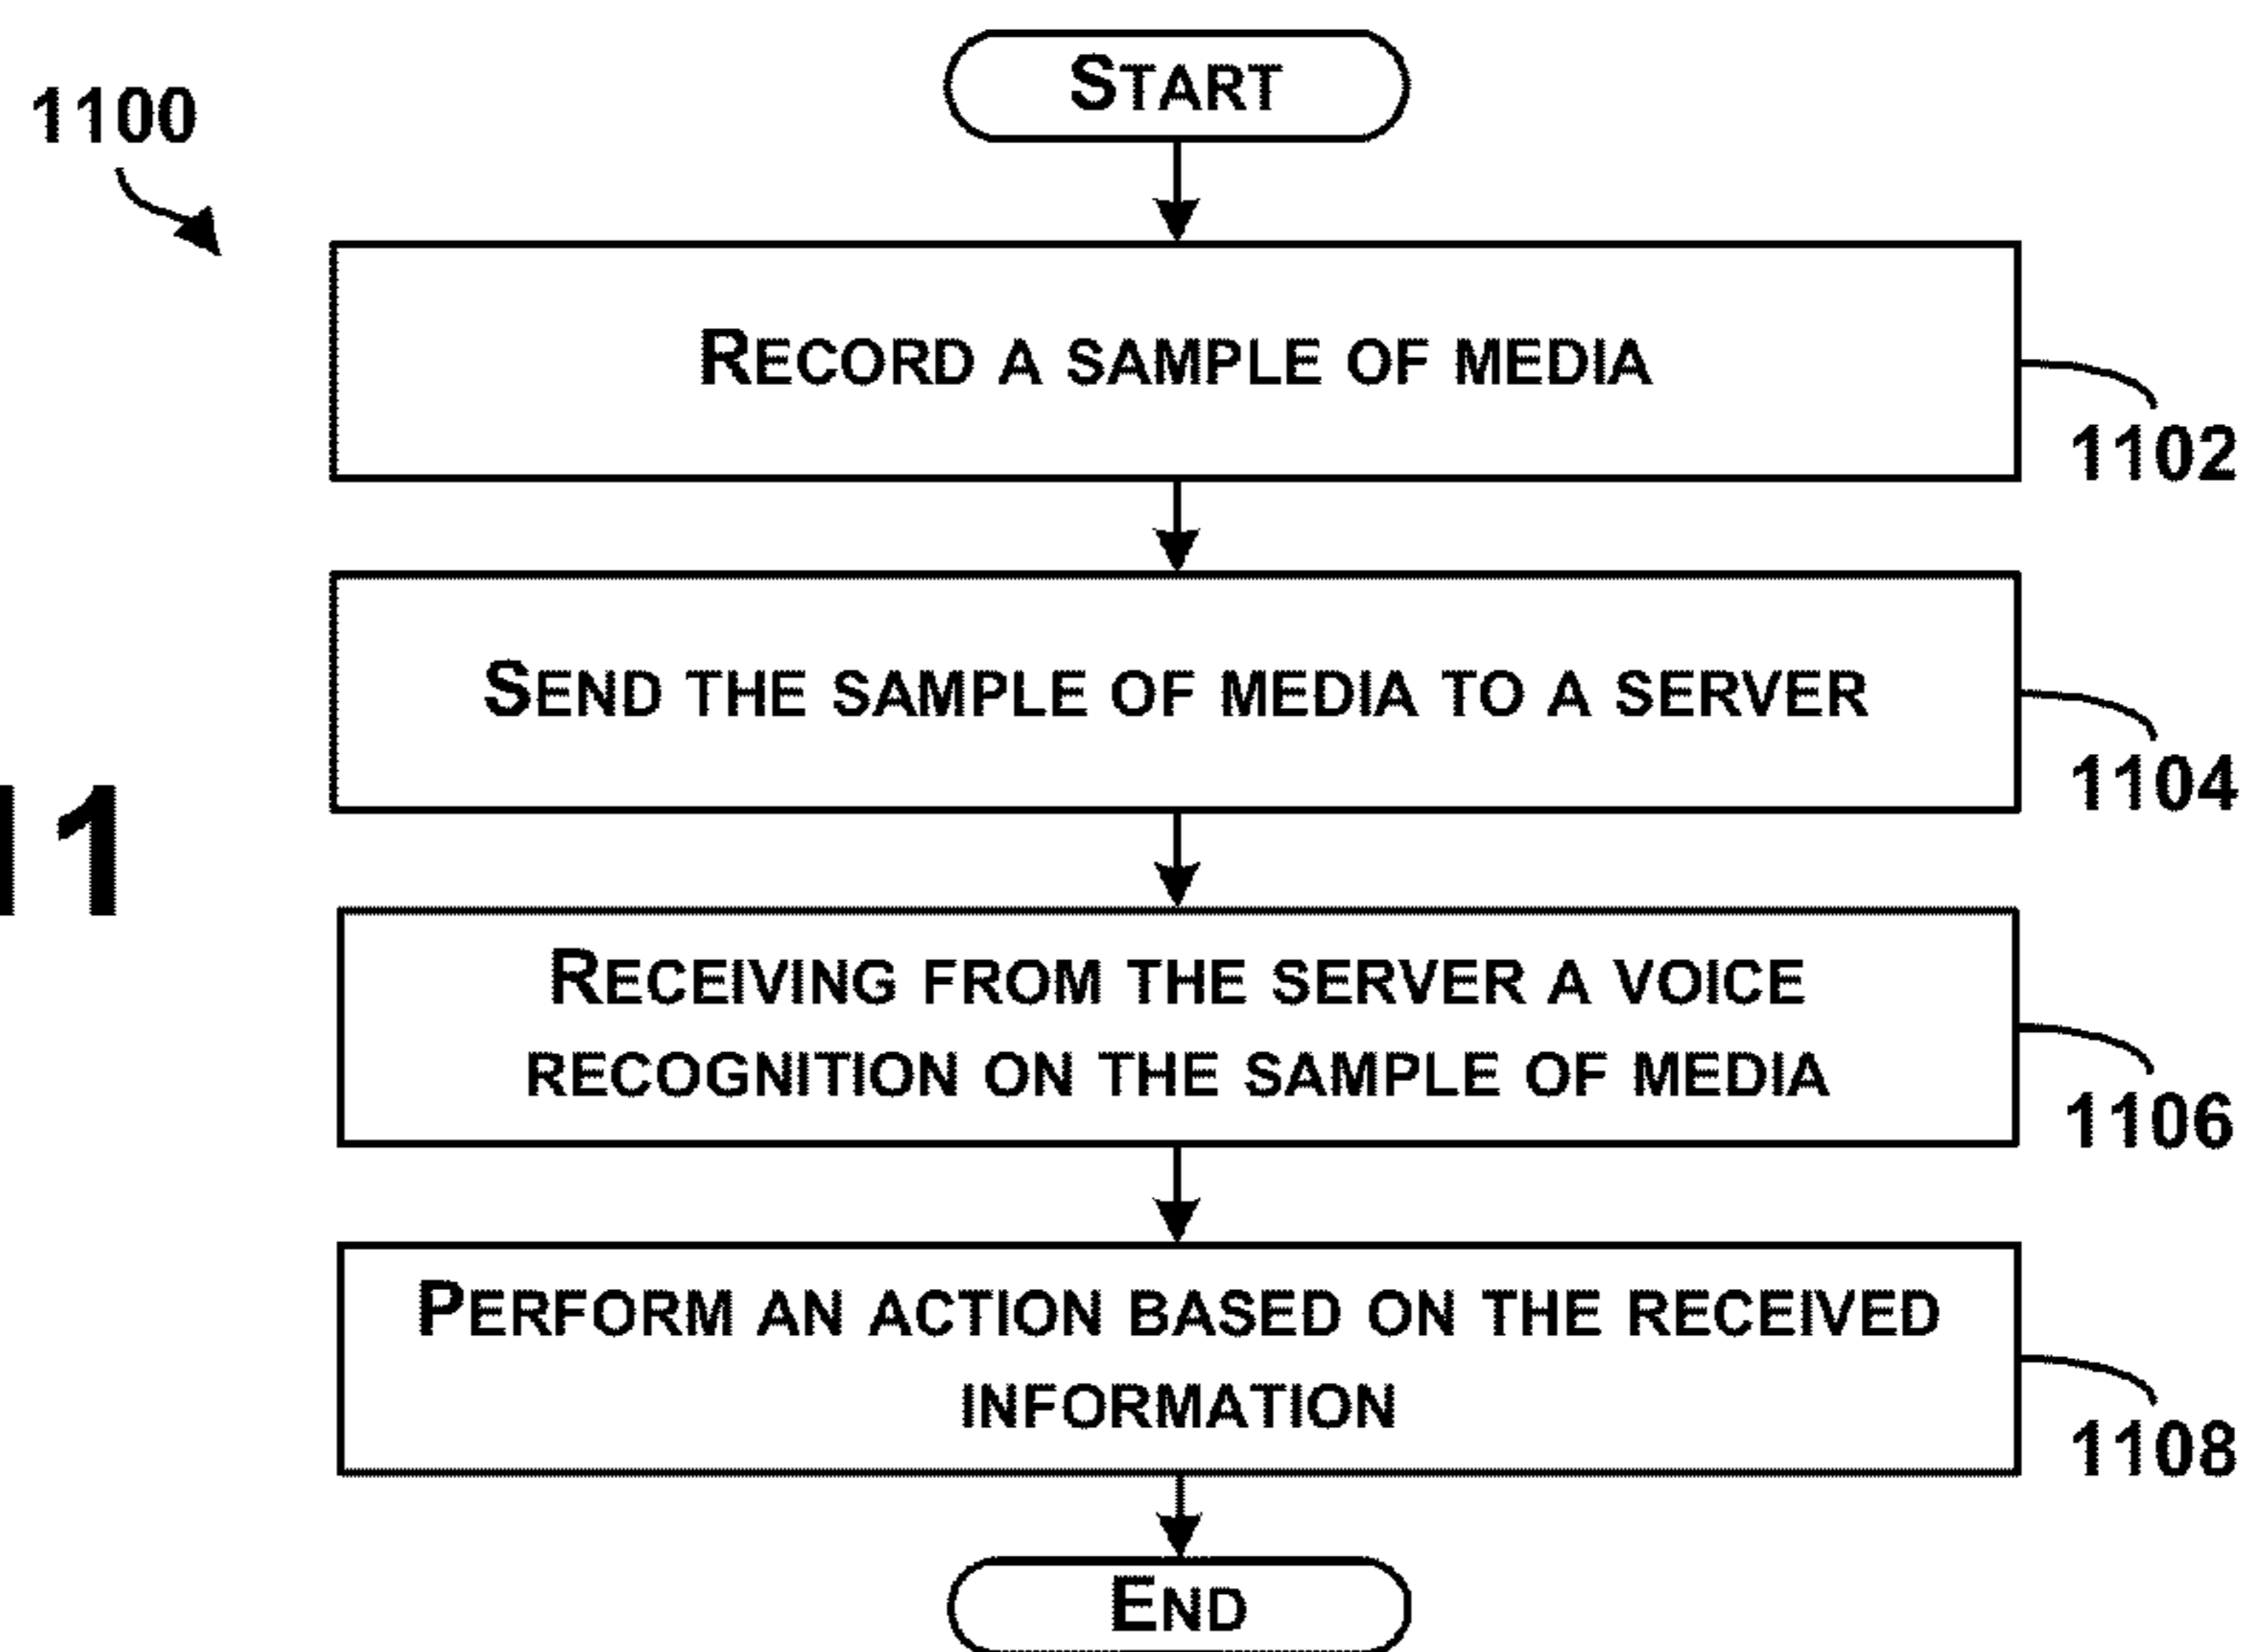 START
1100
RECORD A SAMPLE OF MEDIA
1102
SEND THE SAMPLE OF MEDIA TO A SERVER
1104
11
RECEIVING FROM THE SERVER A VOICE
RECOGNITION ON THE SAMPLE OF MEDIA
1106
PERFORM AN ACTION BASED ON THE RECEIVED
INFORMATION
1108
END